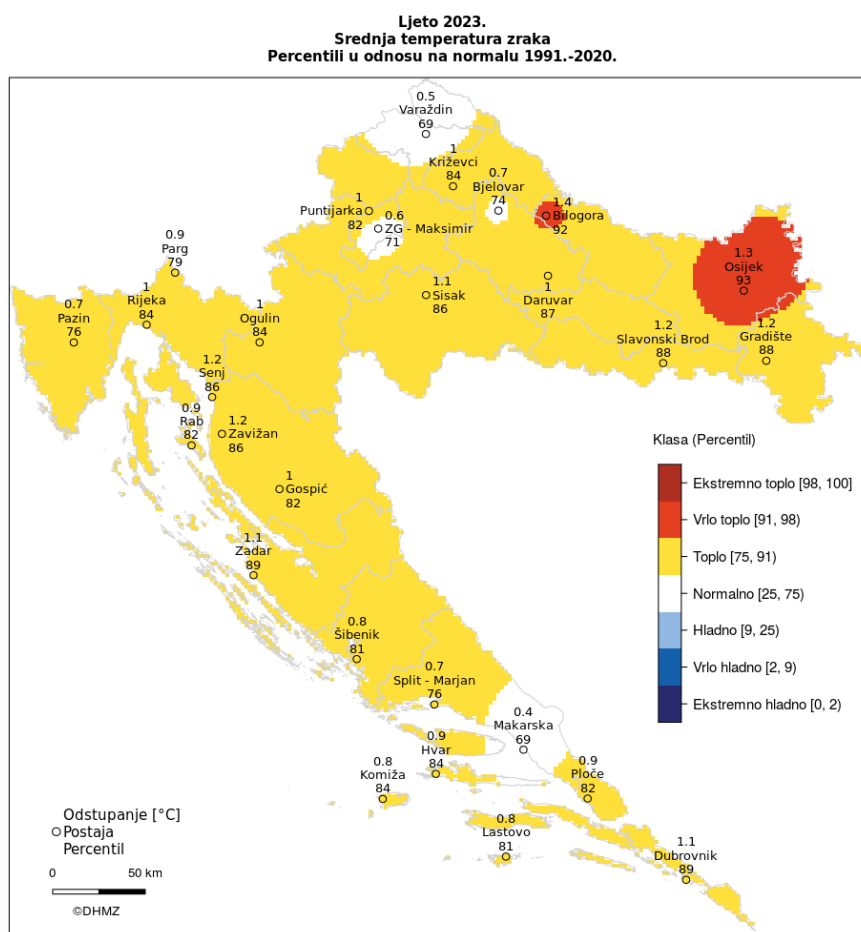 Ljeto 2023.
Srednja temperatura zraka
Percentili u odnosu na normalu 1991.-2020.
0.5
Varaždin
69
1
Križevci
84
0.7
Bjelovar
74
1.4
Bilogora
92
1
Puntijarka
82
0.6
ZG - Maksimir
71
0.9
Parg
79
1.3
Osijek
93
1.1
Sisak
86
1
Daruvar
87
0.7
Pazin
76
1
Rijeka
84
1
Ogulin
84
1.2
Slavonski Brod
88
1.2
Gradište
88
1.2
Senj
86
0.9
Rab
82
1.2
Zavižan
86
1
Gospić
82
1.1
Zadar
89
0.8
Šibenik
81
0.7
Split - Marjan
76
0.4
Makarska
69
0.9
Hvar
84
0.8
Komiža
84
0.9
Ploče
82
0.8
Lastovo
81
1.1
Dubrovnik
89
Klasa (Percentil)
Ekstremno toplo [98, 100]
Vrlo toplo [91, 98)
Toplo [75, 91)
Normalno [25, 75)
Hladno [9, 25)
Vrlo hladno [2, 9)
Ekstremno hladno [0, 2)
Odstupanje [°C]
Postaja
Percentil
0 50 km
©DHMZ